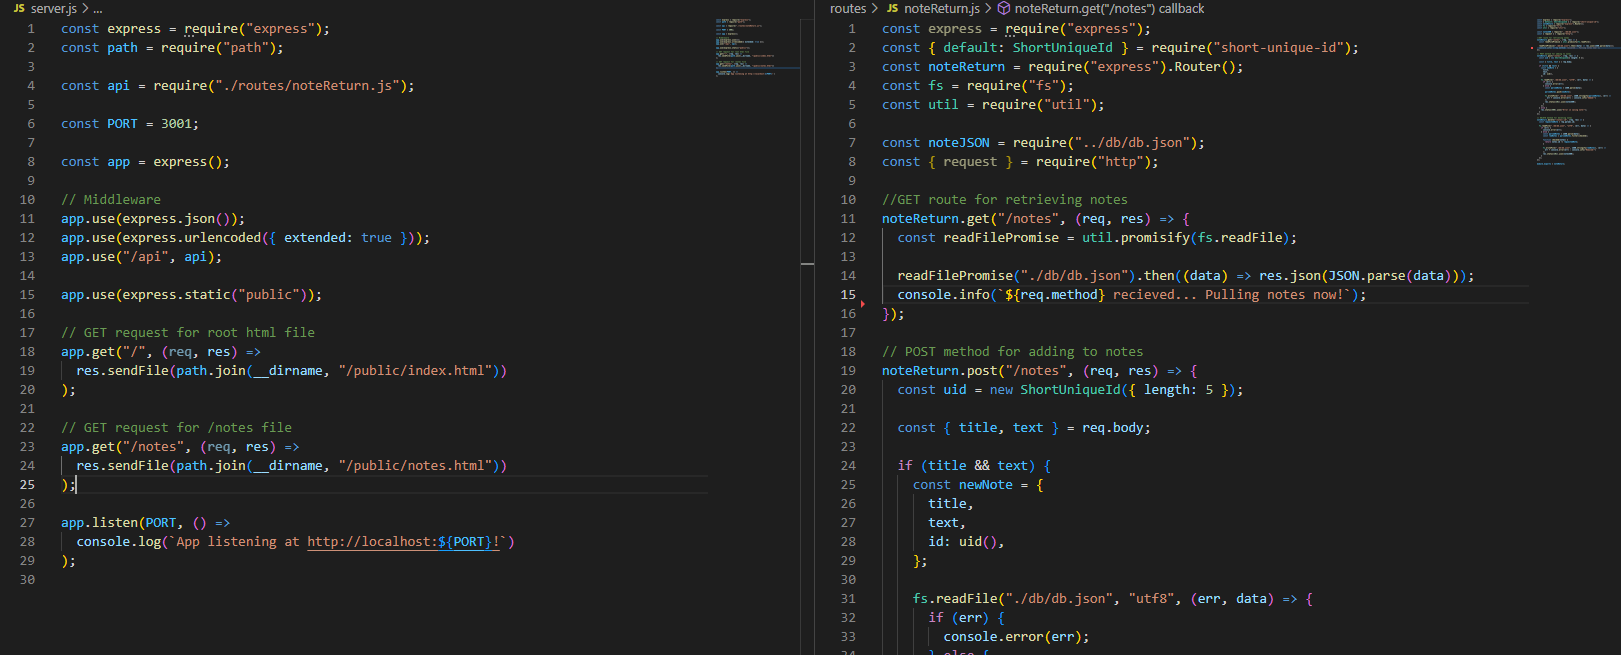 JS server.js > ...
1 const express = require("express");
2 const path = require("path");
3
4 const api = require("./routes/noteReturn.js");
5
6 const PORT = 3001;
7
8 const app = express();
9
10 // Middleware
11 app.use(express.json());
12 app.use(express.urlencoded({ extended: true }));
13 app.use("/api", api);
14
15 app.use(express.static("public"));
16
17 // GET request for root html file
18 app.get("/", (req, res) =>
19 res.sendFile(path.join(__dirname, "/public/index.html"))
20 );
21
22 // GET request for /notes file
23 app.get("/notes", (req, res) =>
24 res.sendFile(path.join(__dirname, "/public/notes.html"))
25 );
26
27 app.listen(PORT, () =>
28 console.log(`App listening at http://localhost:${PORT}!`)
29 );
30
routes > JS noteReturn.js > noteReturn.get("/notes") callback
1 const express = require("express");
2 const { default: ShortUniqueId } = require("short-unique-id");
3 const noteReturn = require("express").Router();
4 const fs = require("fs");
5 const util = require("util");
6
7 const noteJSON = require("../db/db.json");
8 const { request } = require("http");
9
10 //GET route for retrieving notes
11 noteReturn.get("/notes", (req, res) => {
12 const readFilePromise = util.promisify(fs.readFile);
13
14 readFilePromise("./db/db.json").then((data) => res.json(JSON.parse(data)));
15 console.info(`${req.method} recieved... Pulling notes now!`);
16 });
17
18 // POST method for adding to notes
19 noteReturn.post("/notes", (req, res) => {
20 const uid = new ShortUniqueId({ length: 5 });
21
22 const { title, text } = req.body;
23
24 if (title && text) {
25 const newNote = {
26 title,
27 text,
28 id: uid(),
29 };
30
31 fs.readFile("./db/db.json", "utf8", (err, data) => {
32 if (err) {
33 console.error(err);
34 } else {